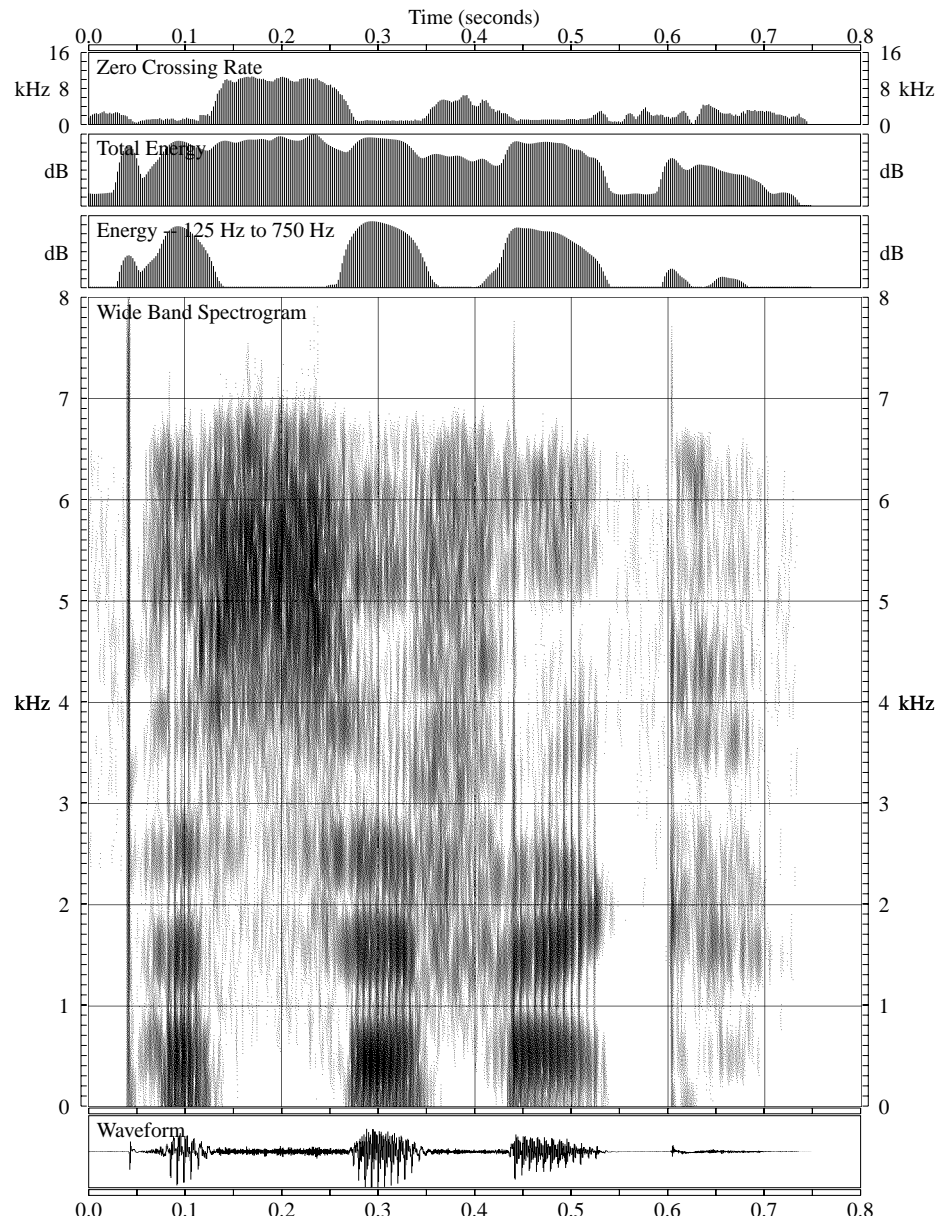 Time (seconds)
0.0 0.1 0.2 0.3 0.4 0.5 0.6 0.7 0.8
16 Zero Crossing Rate 16
kHz 8 8 kHz
0 0
Total Energy
dB dB
Energy -- 125 Hz to 750 Hz
dB dB
8 8
Wide Band Spectrogram
7 7
6 6
5 5
kHz 4 4 kHz
3 3
2 2
1 1
0 0
Waveform
0.0 0.1 0.2 0.3 0.4 0.5 0.6 0.7 0.8